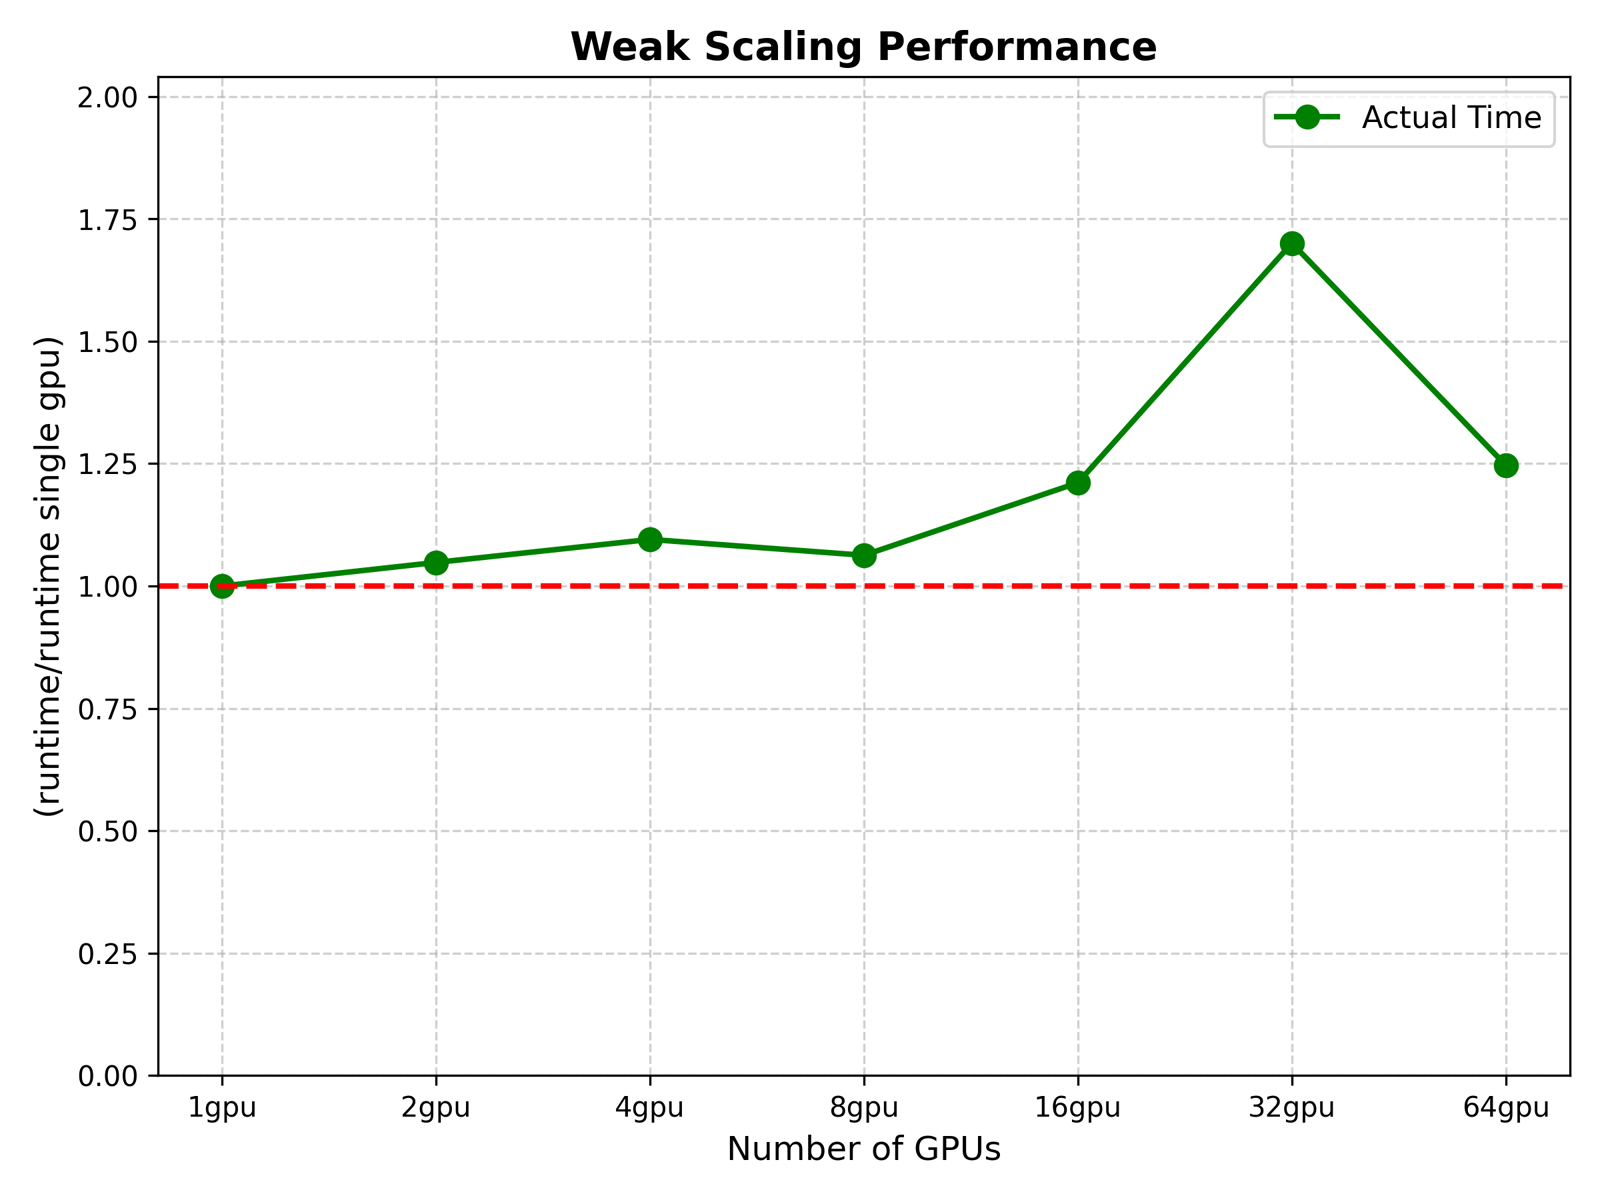 Weak Scaling Performance
Actual Time
(runtime/runtime single gpu)
2.00
1.75
1.50
1.25
1.00
0.75
0.50
0.25
0.00
1gpu 2gpu 4gpu 8gpu 16gpu 32gpu 64gpu
Number of GPUs